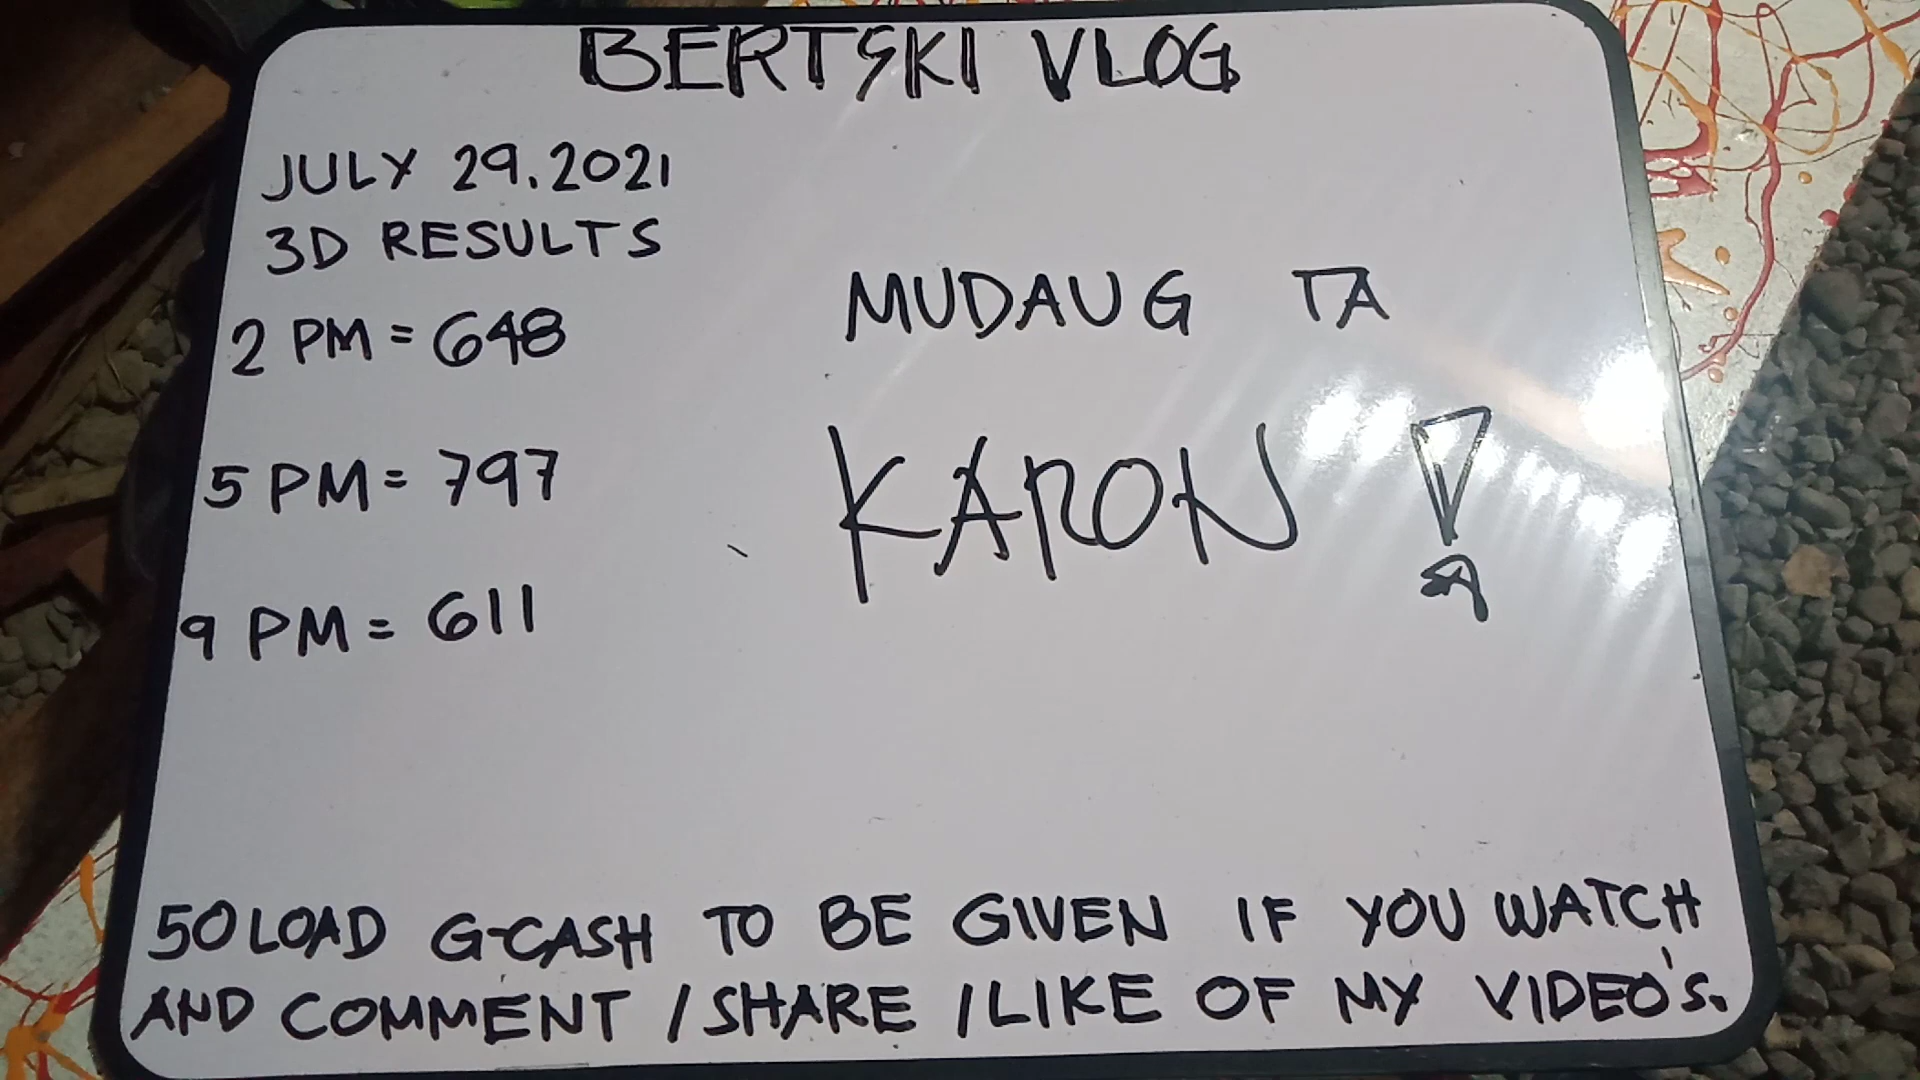 BERTSKI VLOG
JULY 29.2021
3D RESULTS
2 PM = 648
5 PM = 797
9 PM = 611
MUDAUG TA
KARON !
50 LOAD G-CASH TO BE GIVEN IF YOU WATCH
AND COMMENT / SHARE / LIKE OF MY VIDEO'S.